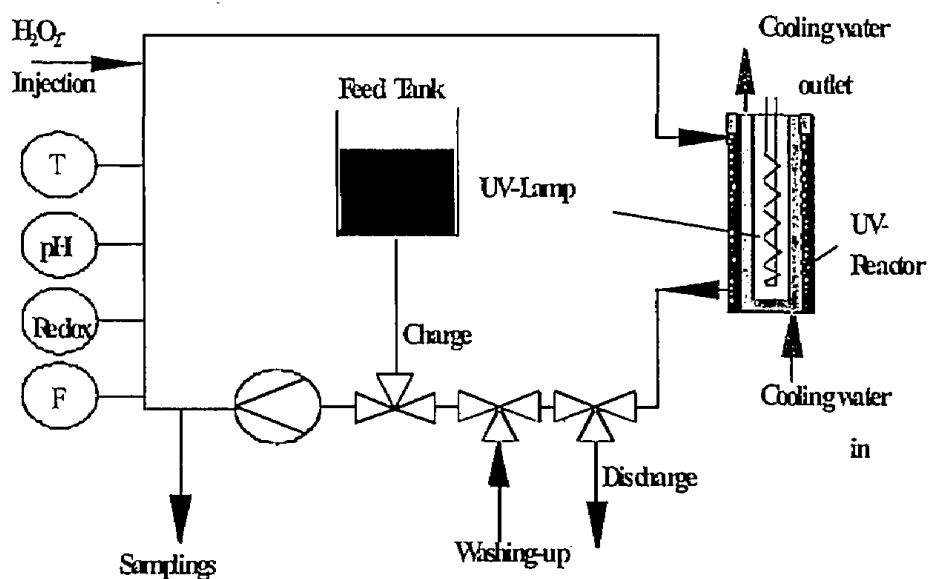 H₂O₂-
Injection
T
pH
Redox
F
Samplings
Feed Tank
Charge
UV-Lamp
Washing-up
Discharge
Cooling water
outlet
UV-
Reactor
Cooling water
in